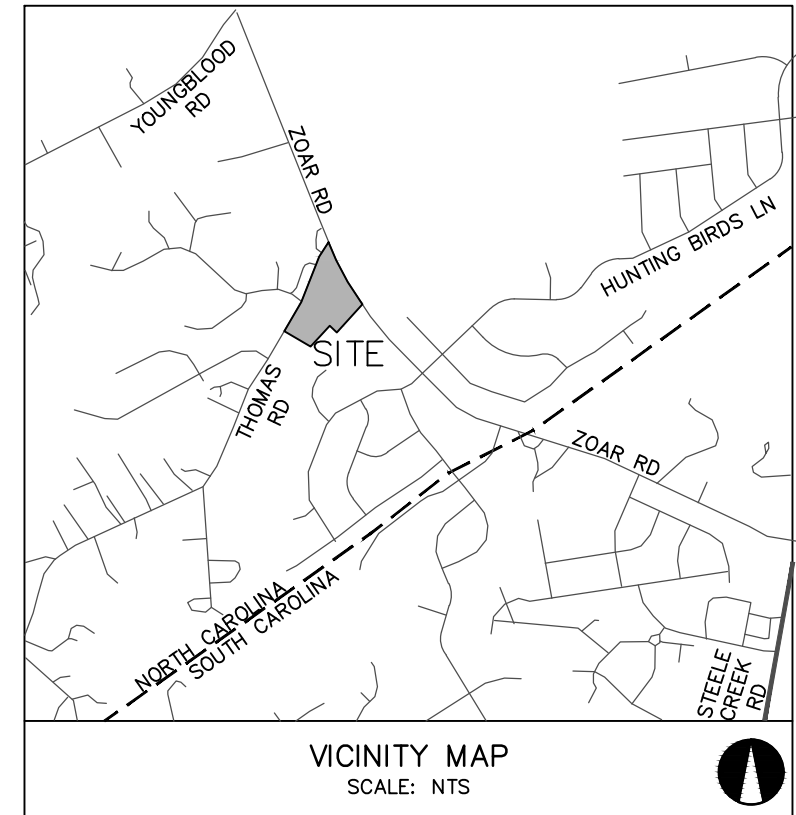 YOUNGBLOOD
RD
ZOAR RD
HUNTING BIRDS LN
SITE
THOMAS
RD
ZOAR RD
NORTH CAROLINA
SOUTH CAROLINA
STEELE
CREEK
RD
VICINITY MAP
SCALE: NTS